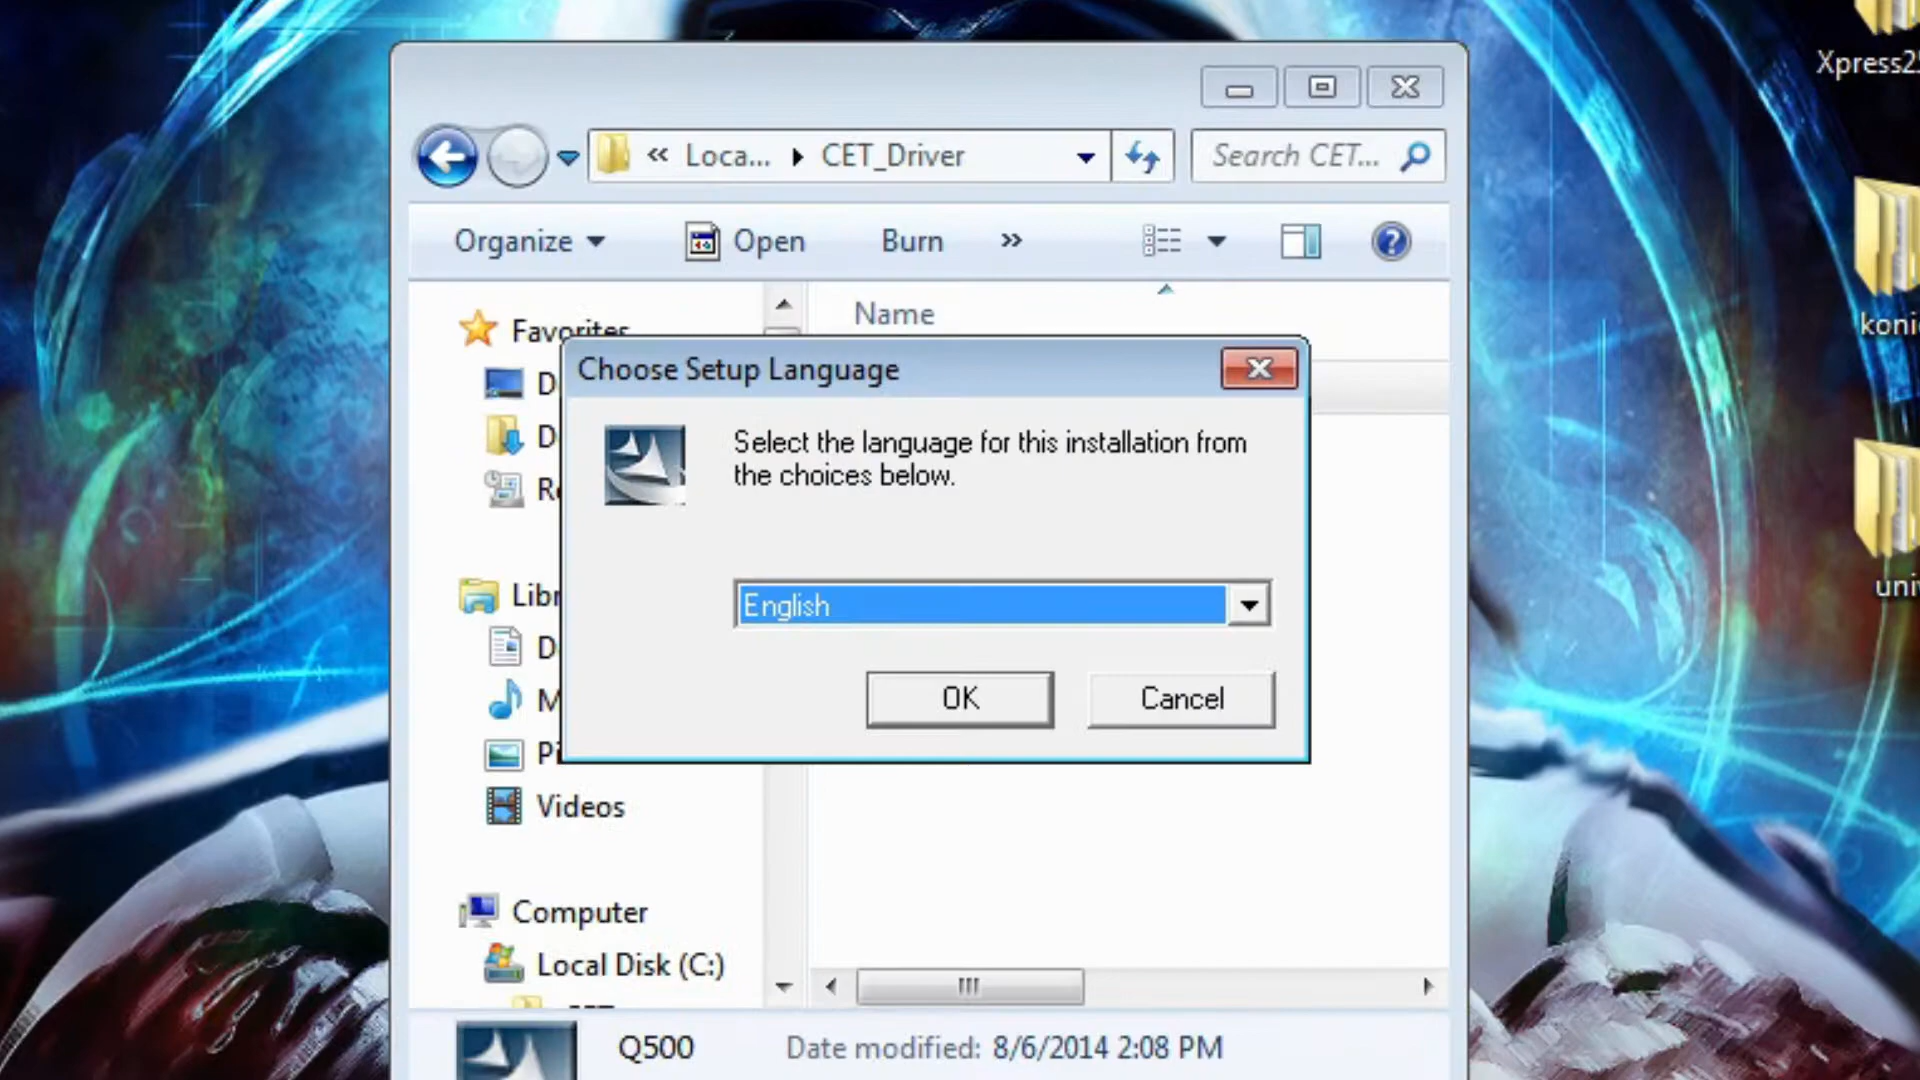 Xpress2
« Loca... CET_Driver
Search CET...
Organize
Open
Burn
»
Name
Favorites
Choose Setup Language
Select the language for this installation from
the choices below.
English
OK
Cancel
Videos
Computer
Local Disk (C:)
Q500
Date modified: 8/6/2014 2:08 PM
koni
uni